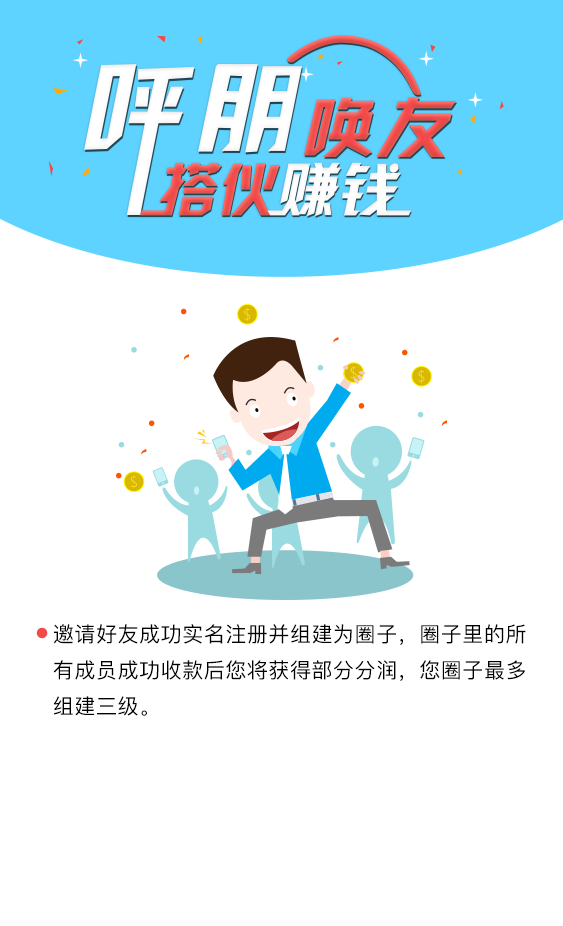 呼朋唤友
搭伙赚钱
邀请好友成功实名注册并组建为圈子，圈子里的所
有成员成功收款后您将获得部分分润，您圈子最多
组建三级。